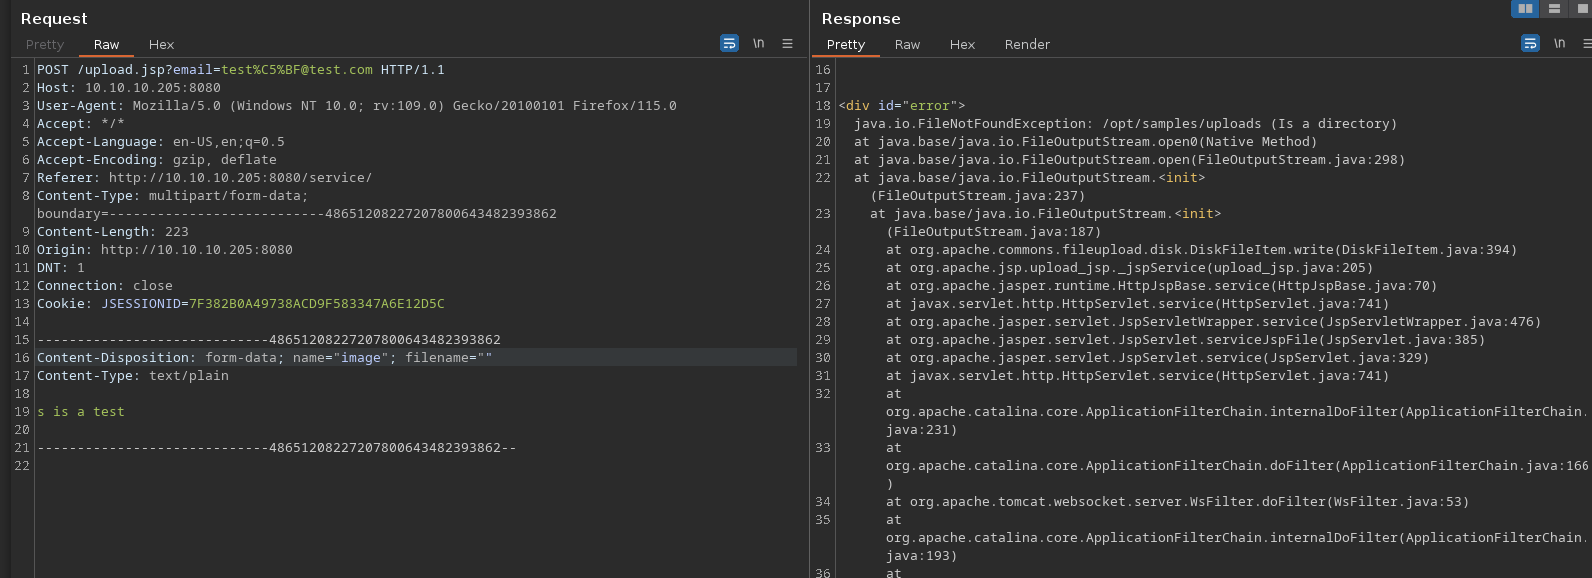 Request
Pretty Raw Hex
\n
1 POST /upload.jsp?email=test%C5%BF@test.com HTTP/1.1
2 Host: 10.10.10.205:8080
3 User-Agent: Mozilla/5.0 (Windows NT 10.0; rv:109.0) Gecko/20100101 Firefox/115.0
4 Accept: */*
5 Accept-Language: en-US,en;q=0.5
6 Accept-Encoding: gzip, deflate
7 Referer: http://10.10.10.205:8080/service/
8 Content-Type: multipart/form-data;
boundary=---------------------------48651208227207800643482393862
9 Content-Length: 223
10 Origin: http://10.10.10.205:8080
11 DNT: 1
12 Connection: close
13 Cookie: JSESSIONID=7F382B0A49738ACD9F583347A6E12D5C
14
15 -----------------------------48651208227207800643482393862
16 Content-Disposition: form-data; name="image"; filename=""
17 Content-Type: text/plain
18
19 s is a test
20
21 -----------------------------48651208227207800643482393862--
22
Response
Pretty Raw Hex Render
\n
16
17
18 <div id="error">
19 java.io.FileNotFoundException: /opt/samples/uploads (Is a directory)
20 at java.base/java.io.FileOutputStream.open0(Native Method)
21 at java.base/java.io.FileOutputStream.open(FileOutputStream.java:298)
22 at java.base/java.io.FileOutputStream.<init>
(FileOutputStream.java:237)
23 at java.base/java.io.FileOutputStream.<init>
(FileOutputStream.java:187)
24 at org.apache.commons.fileupload.disk.DiskFileItem.write(DiskFileItem.java:394)
25 at org.apache.jsp.upload_jsp._jspService(upload_jsp.java:205)
26 at org.apache.jasper.runtime.HttpJspBase.service(HttpJspBase.java:70)
27 at javax.servlet.http.HttpServlet.service(HttpServlet.java:741)
28 at org.apache.jasper.servlet.JspServletWrapper.service(JspServletWrapper.java:476)
29 at org.apache.jasper.servlet.JspServlet.serviceJspFile(JspServlet.java:385)
30 at org.apache.jasper.servlet.JspServlet.service(JspServlet.java:329)
31 at javax.servlet.http.HttpServlet.service(HttpServlet.java:741)
32 at
org.apache.catalina.core.ApplicationFilterChain.internalDoFilter(ApplicationFilterChain.
java:231)
33 at
org.apache.catalina.core.ApplicationFilterChain.doFilter(ApplicationFilterChain.java:166
)
34 at org.apache.tomcat.websocket.server.WsFilter.doFilter(WsFilter.java:53)
35 at
org.apache.catalina.core.ApplicationFilterChain.internalDoFilter(ApplicationFilterChain.
java:193)
36 at